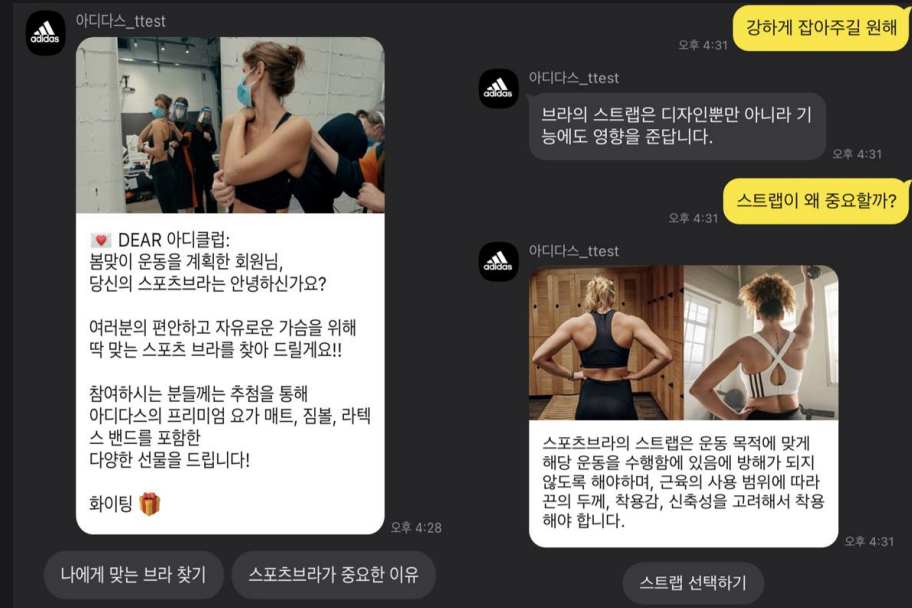 아디다스_ttest
adidas
DEAR 아디클럽:
봄맞이 운동을 계획한 회원님,
당신의 스포츠브라는 안녕하신가요?
여러분의 편안하고 자유로운 가슴을 위해
딱 맞는 스포츠 브라를 찾아 드릴게요!!
참여하시는 분들께는 추첨을 통해
아디다스의 프리미엄 요가 매트, 짐볼, 라텍
스 밴드를 포함한
다양한 선물을 드립니다!
화이팅
오후 4:28
나에게 맞는 브라 찾기
스포츠브라가 중요한 이유
강하게 잡아주길 원해
오후 4:31
아디다스_ttest
adidas
브라의 스트랩은 디자인뿐만 아니라 기
능에도 영향을 준답니다.
오후 4:31
스트랩이 왜 중요할까?
오후 4:31
아디다스_ttest
adidas
스포츠브라의 스트랩은 운동 목적에 맞게
해당 운동을 수행함에 있음에 방해가 되지
않도록 해야하며, 근육의 사용 범위에 따라
끈의 두께, 착용감, 신축성을 고려해서 착용
해야 합니다.
오후 4:31
스트랩 선택하기